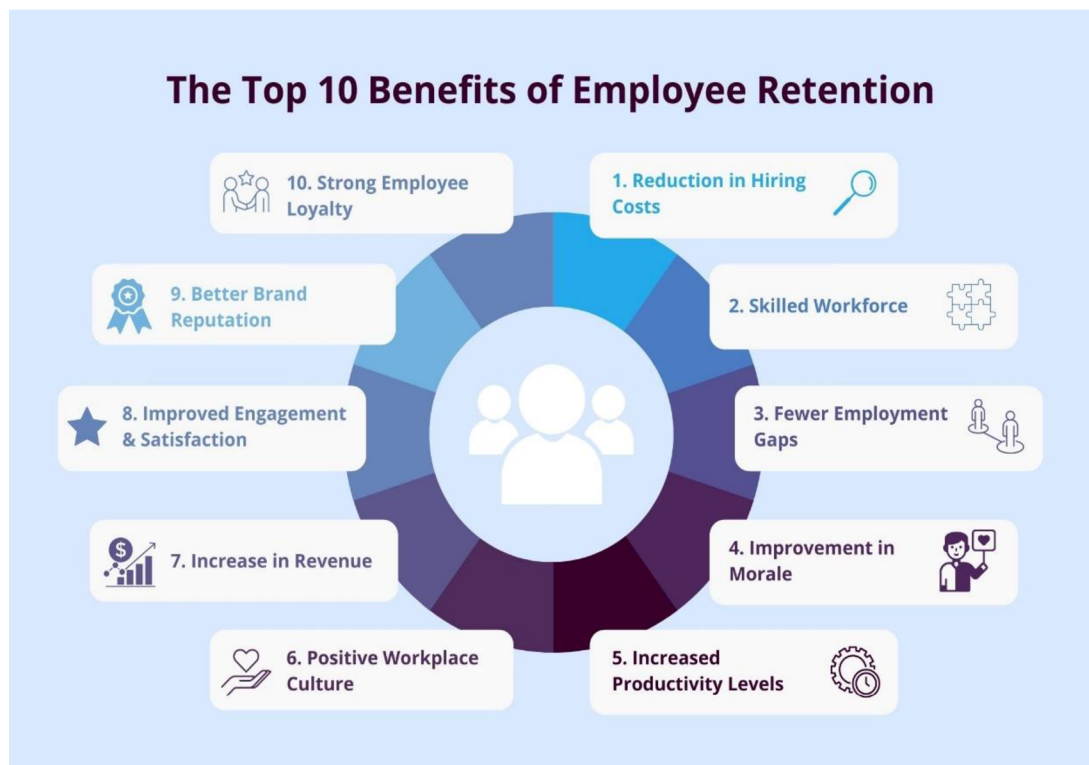 The Top 10 Benefits of Employee Retention
1. Reduction in Hiring
Costs
2. Skilled Workforce
3. Fewer Employment
Gaps
4. Improvement in
Morale
5. Increased
Productivity Levels
6. Positive Workplace
Culture
7. Increase in Revenue
8. Improved Engagement
& Satisfaction
9. Better Brand
Reputation
10. Strong Employee
Loyalty
$